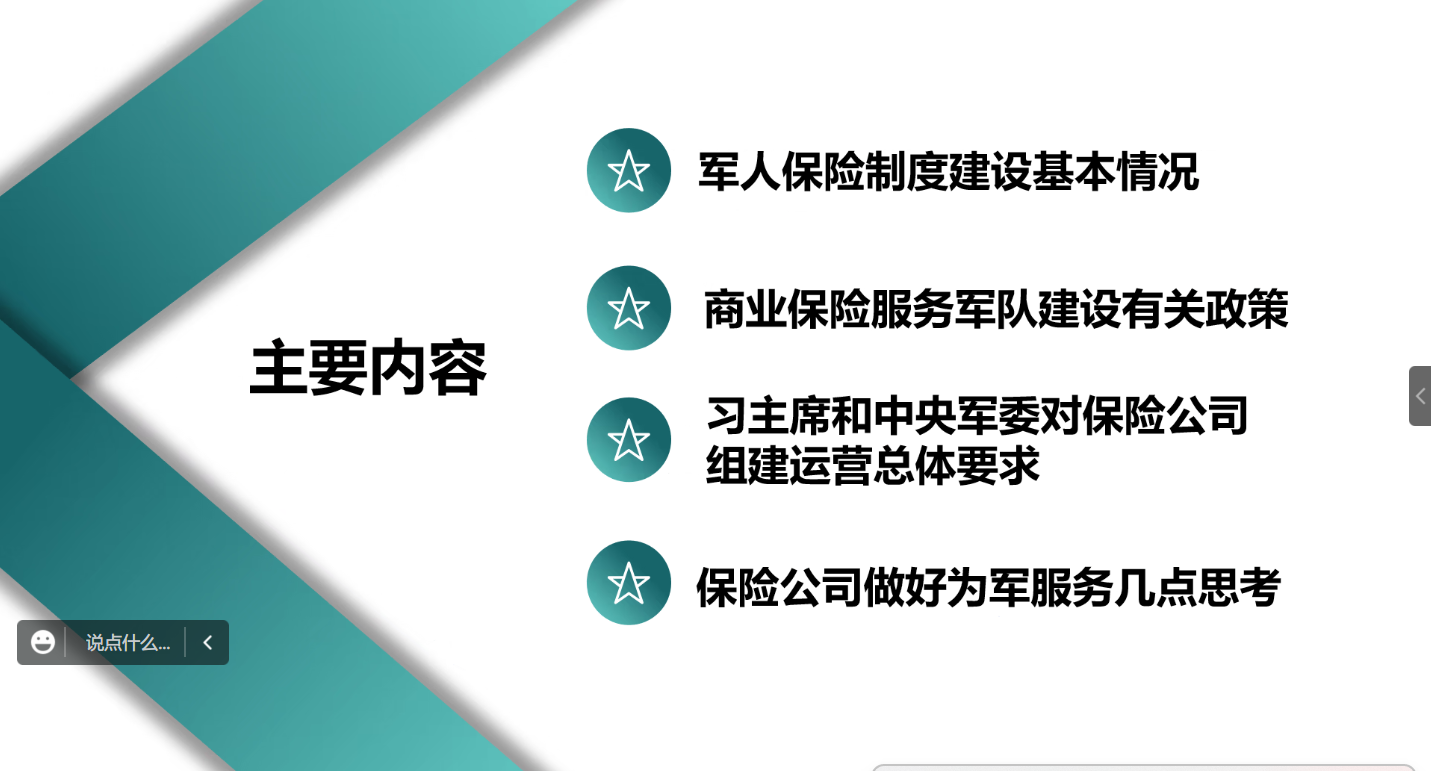 主要内容
军人保险制度建设基本情况
商业保险服务军队建设有关政策
习主席和中央军委对保险公司
组建运营总体要求
保险公司做好为军服务几点思考
说点什么...